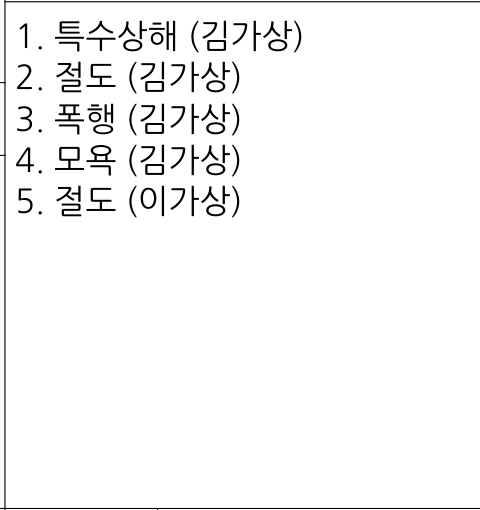 1. 특수상해 (김가상)
2. 절도 (김가상)
3. 폭행 (김가상)
4. 모욕 (김가상)
5. 절도 (이가상)